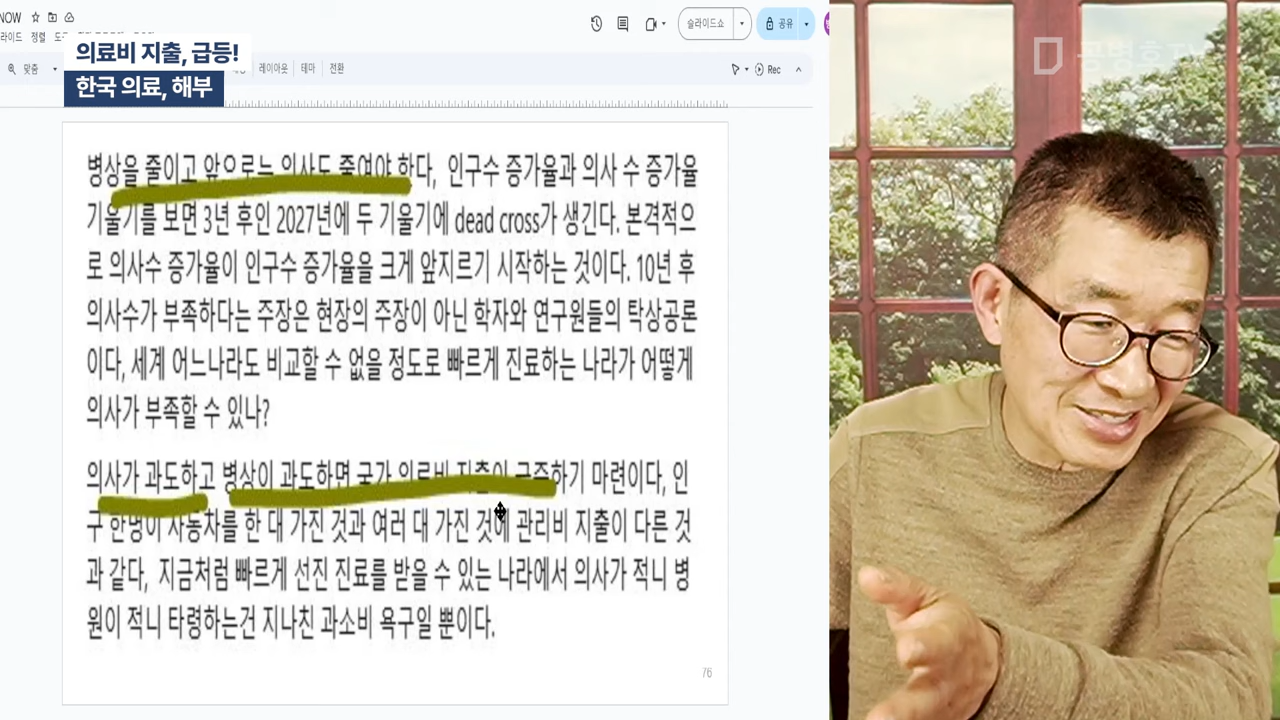 NOW
슬라이드쇼
공유
라이드 정렬
의료비 지출, 급등!
한국 의료, 해부
맞춤
레이아웃
테마
전환
Rec
공병호TV
병상을 줄이고 앞으로는 의사도 줄여야 한다, 인구수 증가율과 의사 수 증가율
기울기를 보면 3년 후인 2027년에 두 기울기에 dead cross가 생긴다. 본격적으
로 의사수 증가율이 인구수 증가율을 크게 앞지르기 시작하는 것이다. 10년 후
의사수가 부족하다는 주장은 현장의 주장이 아닌 학자와 연구원들의 탁상공론
이다, 세계 어느나라도 비교할 수 없을 정도로 빠르게 진료하는 나라가 어떻게
의사가 부족할 수 있나?
의사가 과도하고 병상이 과도하면 국가 의료비 지출이 급증하기 마련이다, 인
구 한명이 자동차를 한 대 가진 것과 여러 대 가진 것에 관리비 지출이 다른 것
과 같다, 지금처럼 빠르게 선진 진료를 받을 수 있는 나라에서 의사가 적니 병
원이 적니 타령하는건 지나친 과소비 욕구일 뿐이다.
76